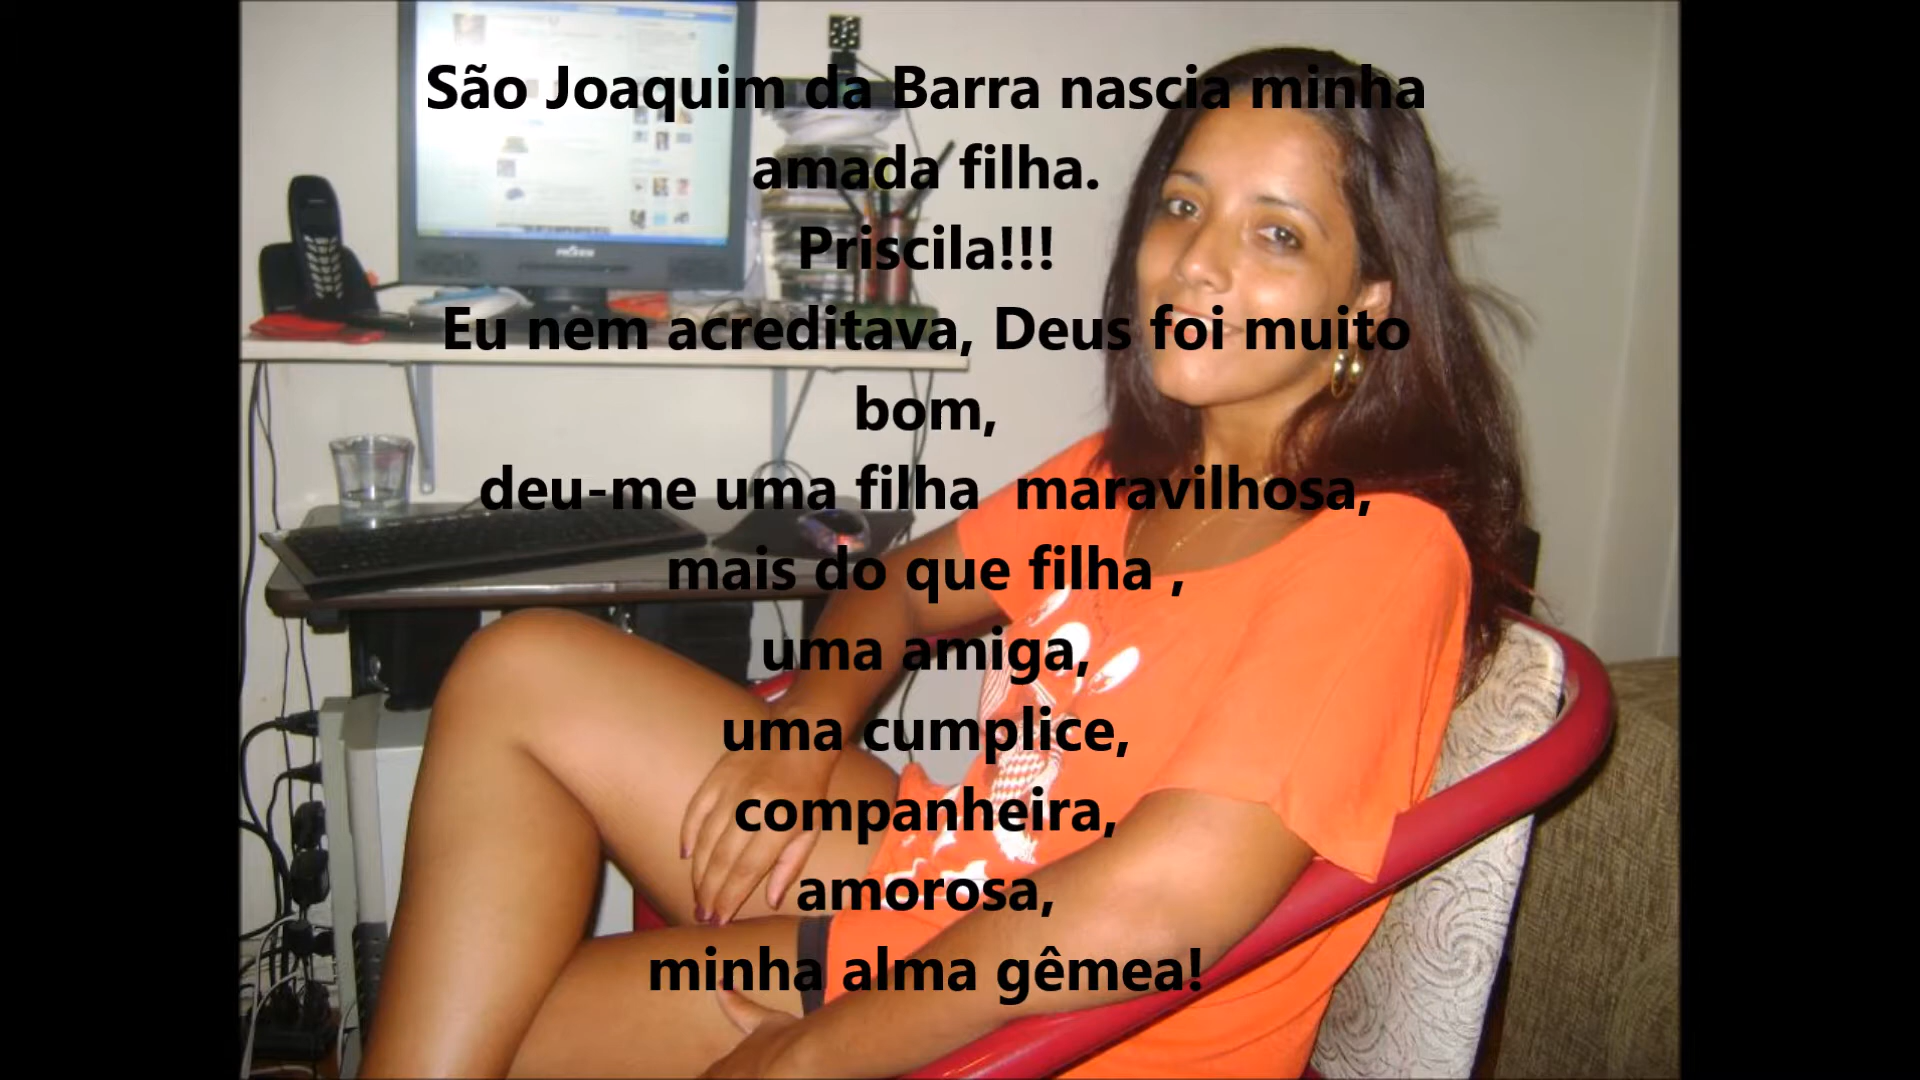 São Joaquim da Barra nascia minha
amada filha.
Priscila!!!
Eu nem acreditava, Deus foi muito
bom,
deu-me uma filha  maravilhosa,
mais do que filha ,
uma amiga,
uma cumplice,
companheira,
amorosa,
minha alma gêmea!